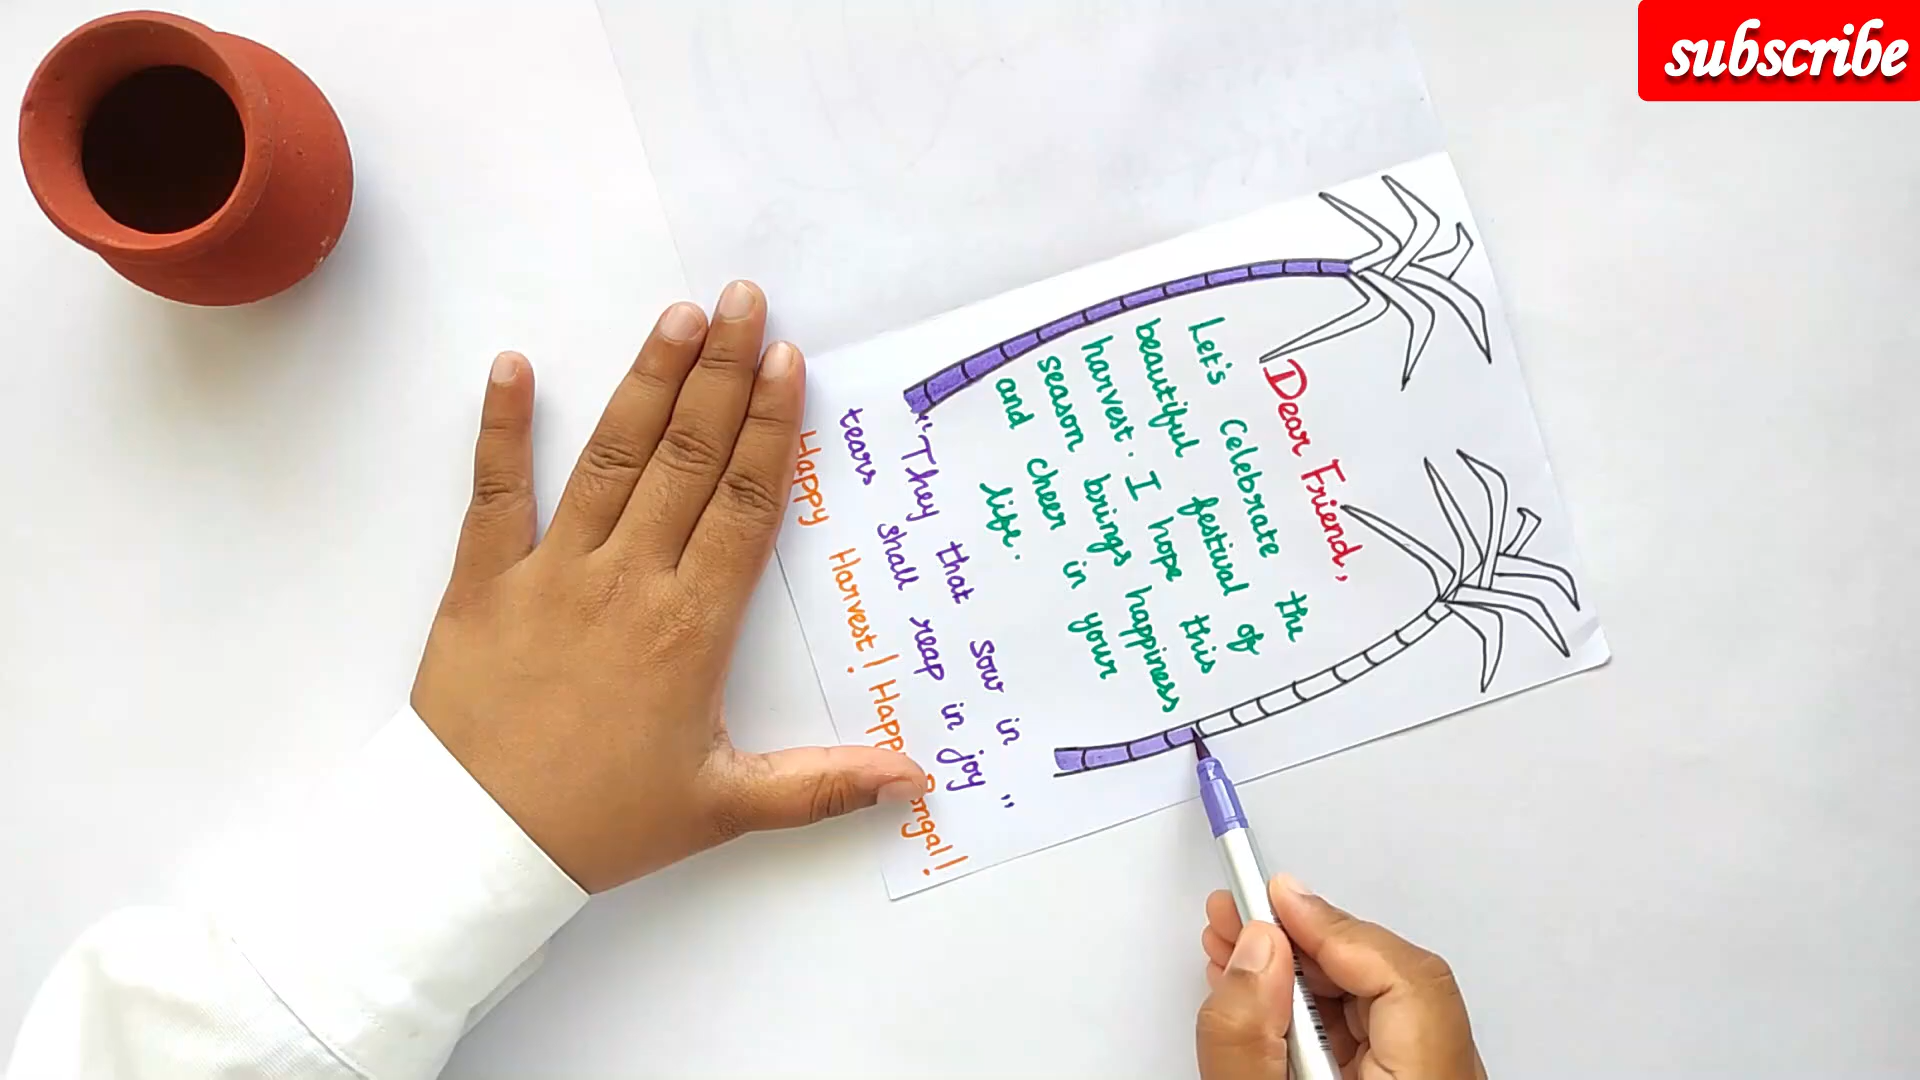 subscribe
Dear Friend,
Let's Celebrate the
beautiful festival of
harvest. I hope this
season brings happiness
and cheer in your
life.
"They that sow in
tears shall reap in joy"
Happy Harvest! Happy Pongal!